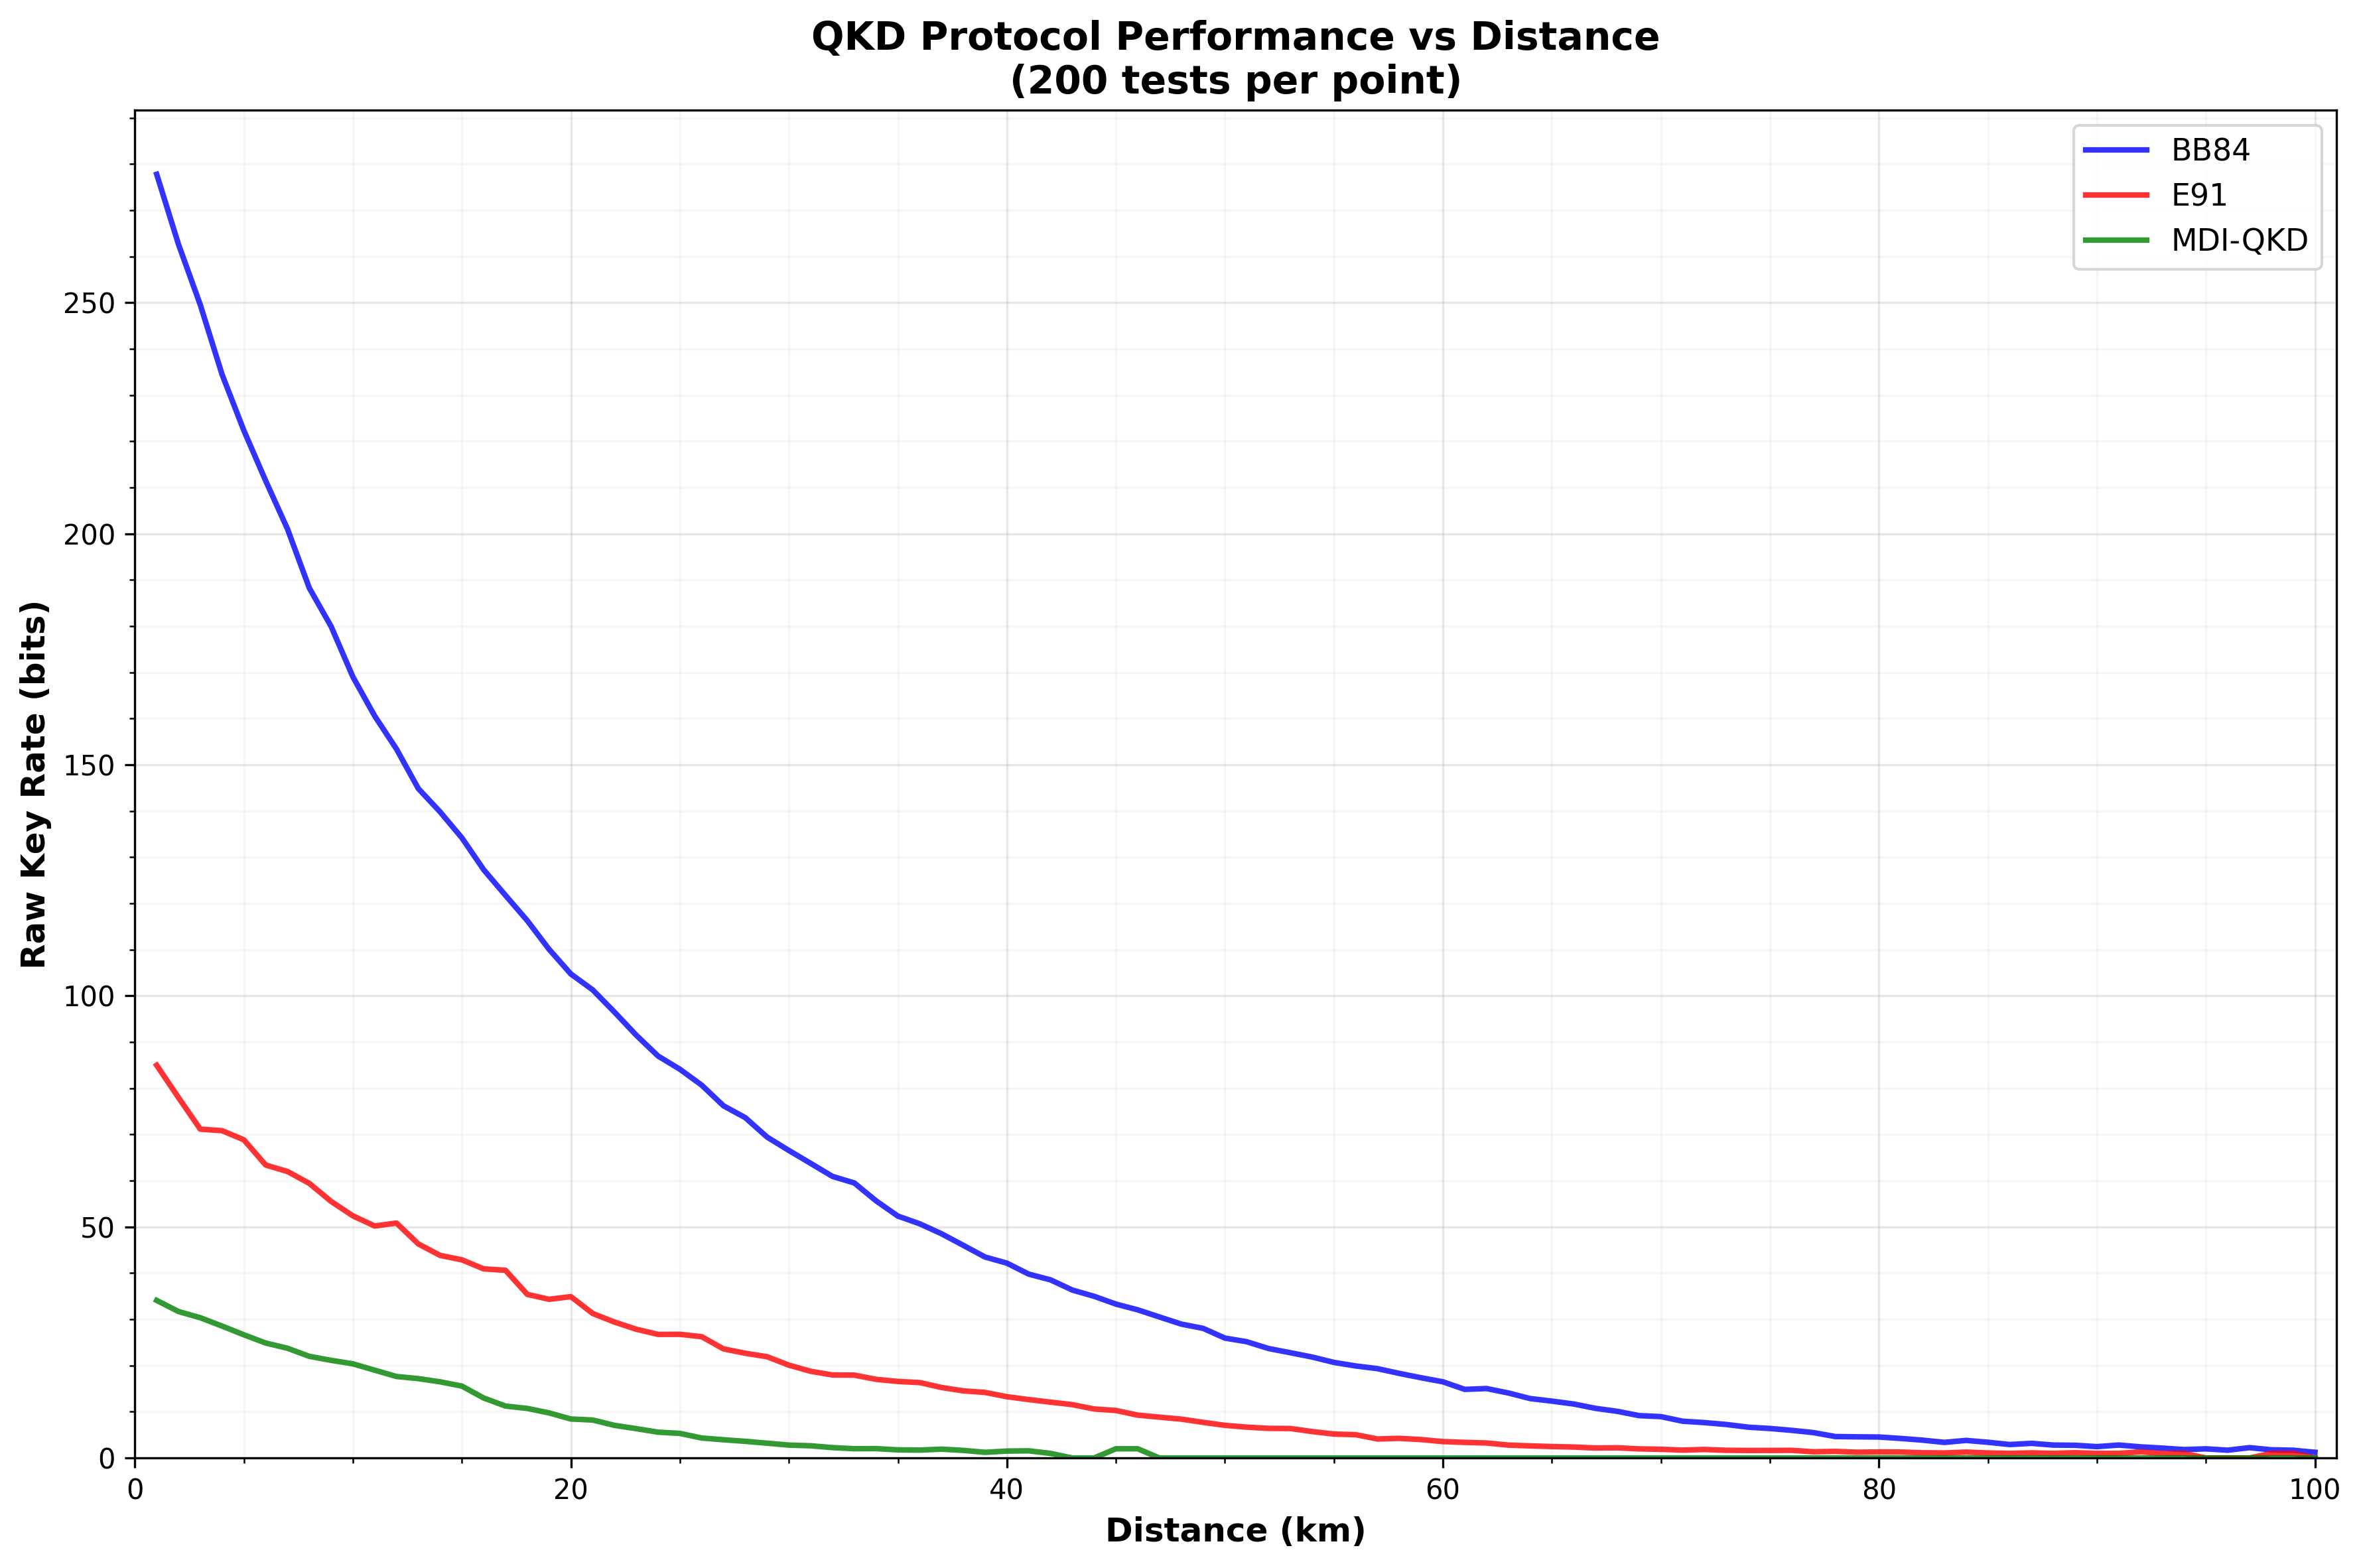 QKD Protocol Performance vs Distance
(200 tests per point)
BB84
E91
MDI-QKD
Raw Key Rate (bits)
250
200
150
100
50
0
0 20 40 60 80 100
Distance (km)